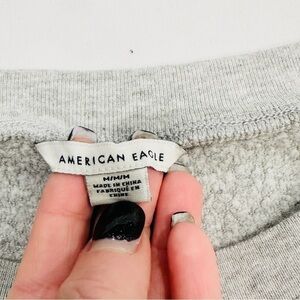 AMERICAN EAGLE
M/M/M
MADE IN CHINA
FABRIQUÉ EN
CHINE